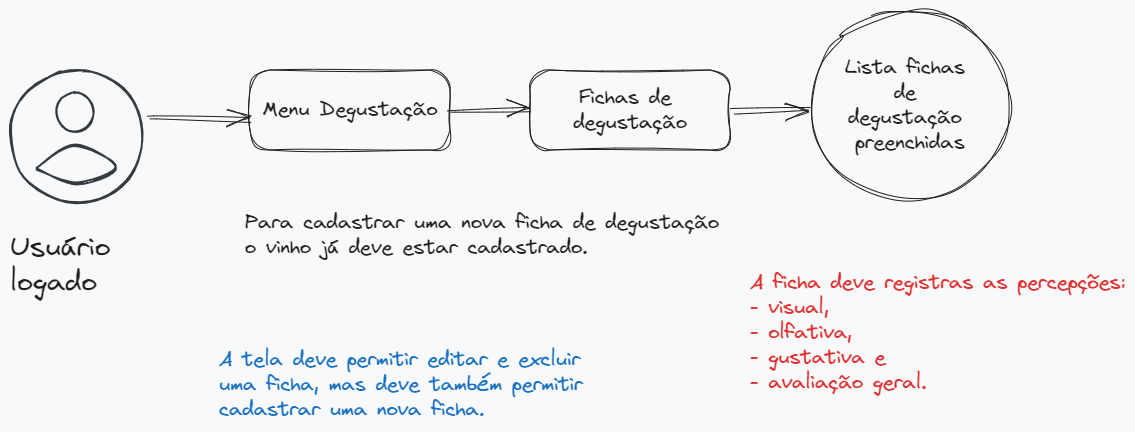 Menu Degustação
Fichas de
degustação
Lista fichas
de
degustação
preenchidas
Usuário
logado
Para cadastrar uma nova ficha de degustação
o vinho já deve estar cadastrado.
A ficha deve registras as percepções:
- visual,
- olfativa,
- gustativa e
- avaliação geral.
A tela deve permitir editar e excluir
uma ficha, mas deve também permitir
cadastrar uma nova ficha.